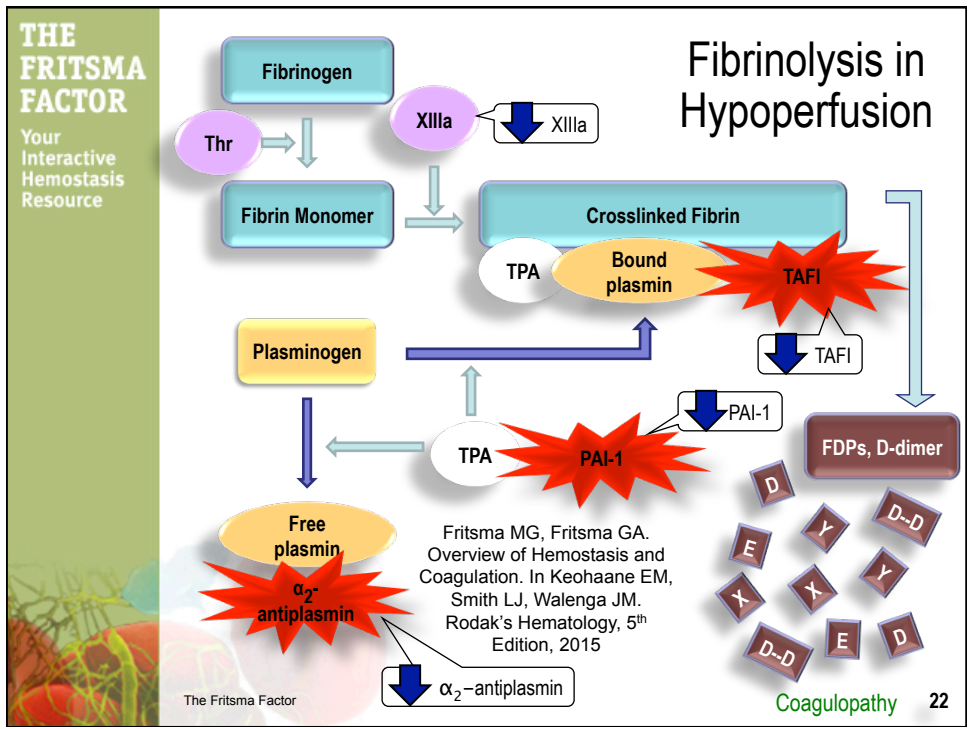 THE
FRITSMA
FACTOR
Your
Interactive
Hemostasis
Resource
Fibrinolysis in
Hypoperfusion
Fibrinogen
Thr
XIIIa
XIIIa
Fibrin Monomer
Crosslinked Fibrin
TPA
Bound
plasmin
TAFI
TAFI
Plasminogen
PAI-1
TPA
PAI-1
FDPs, D-dimer
D
D--D
E
Y
Y
X
X
D--D
E
D
Free
plasmin
α₂-
antiplasmin
α₂–antiplasmin
Fritsma MG, Fritsma GA.
Overview of Hemostasis and
Coagulation. In Keohaane EM,
Smith LJ, Walenga JM.
Rodak's Hematology, 5th
Edition, 2015
The Fritsma Factor
Coagulopathy 22